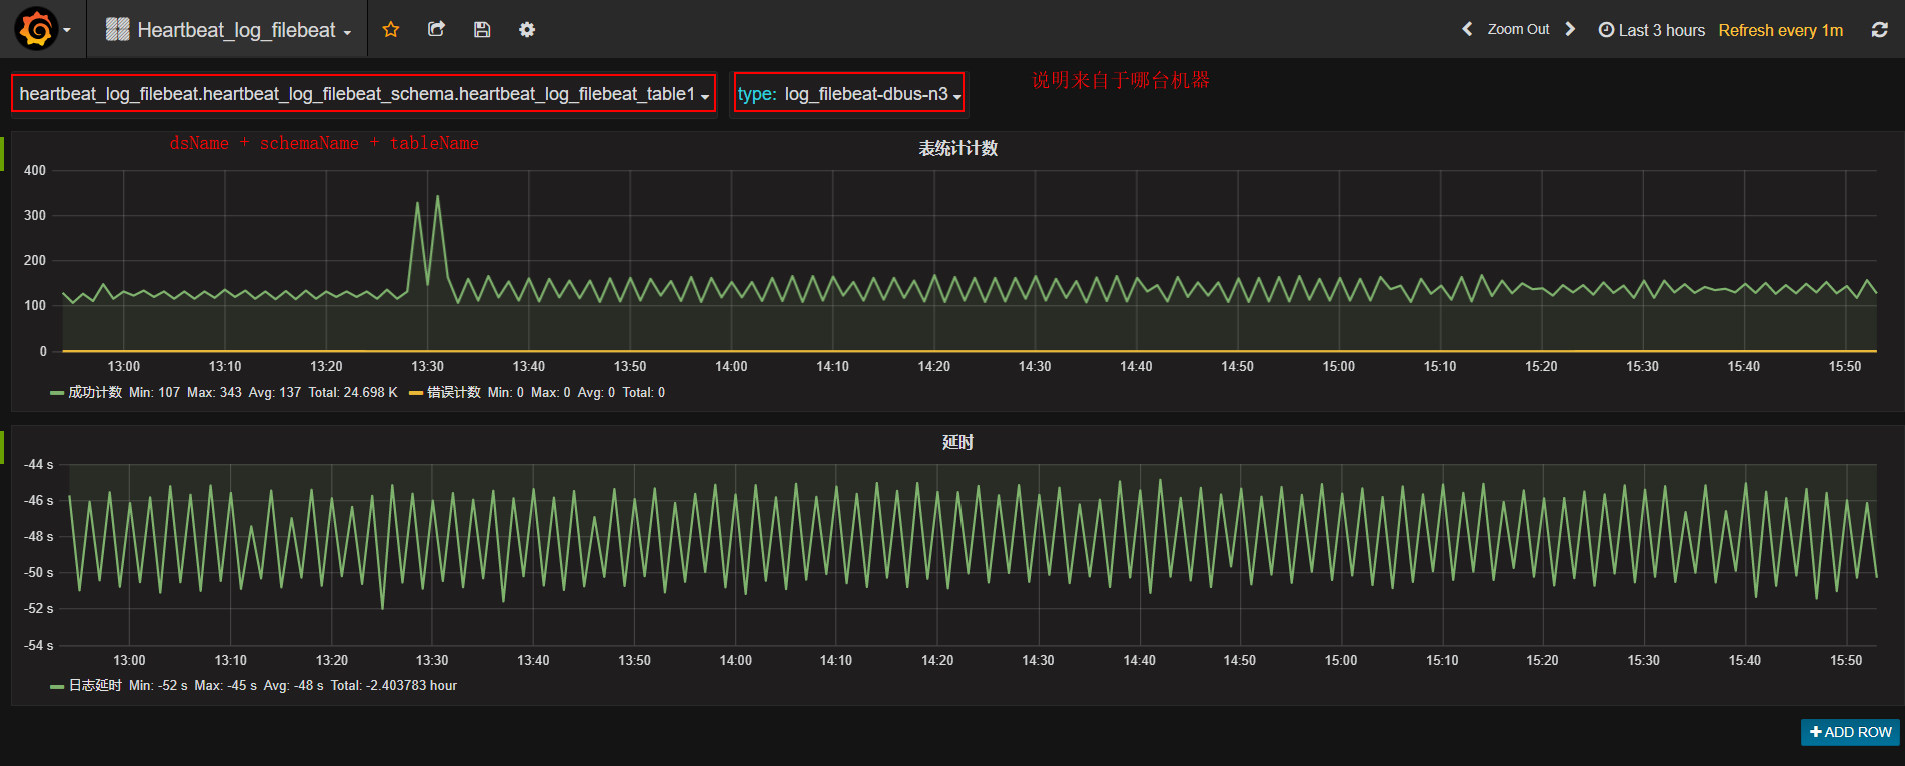 Heartbeat_log_filebeat
Zoom Out Last 3 hours Refresh every 1m
heartbeat_log_filebeat.heartbeat_log_filebeat_schema.heartbeat_log_filebeat_table1 type: log_filebeat-dbus-n3 说明来自于哪台机器
dsName + schemaName + tableName
表统计计数
400
300
200
100
0
13:00 13:10 13:20 13:30 13:40 13:50 14:00 14:10 14:20 14:30 14:40 14:50 15:00 15:10 15:20 15:30 15:40 15:50
成功计数 Min: 107 Max: 343 Avg: 137 Total: 24.698 K 错误计数 Min: 0 Max: 0 Avg: 0 Total: 0
延时
-44 s
-46 s
-48 s
-50 s
-52 s
-54 s
13:00 13:10 13:20 13:30 13:40 13:50 14:00 14:10 14:20 14:30 14:40 14:50 15:00 15:10 15:20 15:30 15:40 15:50
日志延时 Min: -52 s Max: -45 s Avg: -48 s Total: -2.403783 hour
ADD ROW